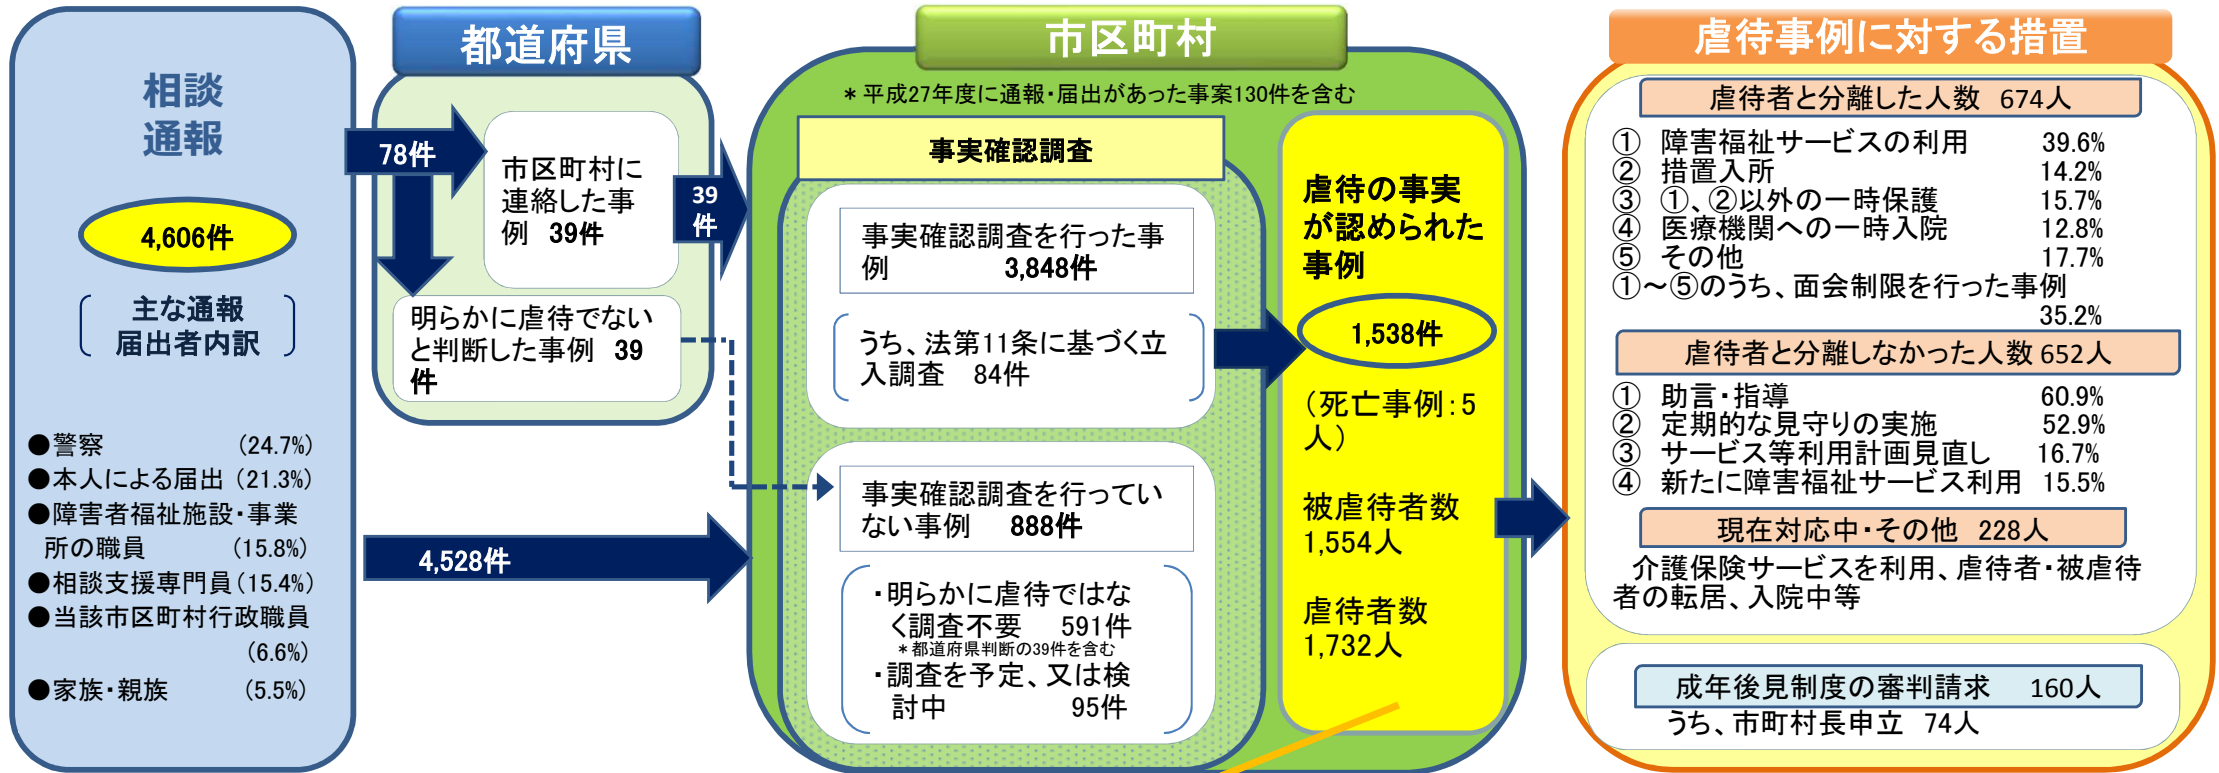 相談
通報
4,606件
主な通報
届出者内訳
●警察 (24.7%)
●本人による届出 (21.3%)
●障害者福祉施設・事業
所の職員 (15.8%)
●相談支援専門員 (15.4%)
●当該市区町村行政職員
(6.6%)
●家族・親族 (5.5%)
都道府県
78件
市区町村に
連絡した事
例 39件
39
件
明らかに虐待でない
と判断した事例 39
件
4,528件
市区町村
*平成27年度に通報・届出があった事案130件を含む
事実確認調査
事実確認調査を行った事
例 3,848件
うち、法第11条に基づく立
入調査 84件
事実確認調査を行ってい
ない事例 888件
・明らかに虐待ではな
く調査不要 591件
*都道府県判断の39件を含む
・調査を予定、又は検
討中 95件
虐待の事実
が認められた
事例
1,538件
(死亡事例:5
人)
被虐待者数
1,554人
虐待者数
1,732人
虐待事例に対する措置
虐待者と分離した人数 674人
① 障害福祉サービスの利用 39.6%
② 措置入所 14.2%
③ ①、②以外の一時保護 15.7%
④ 医療機関への一時入院 12.8%
⑤ その他 17.7%
①~⑤のうち、面会制限を行った事例
35.2%
虐待者と分離しなかった人数 652人
① 助言・指導 60.9%
② 定期的な見守りの実施 52.9%
③ サービス等利用計画見直し 16.7%
④ 新たに障害福祉サービス利用 15.5%
現在対応中・その他 228人
介護保険サービスを利用、虐待者・被虐待
者の転居、入院中等
成年後見制度の審判請求 160人
うち、市町村長申立 74人